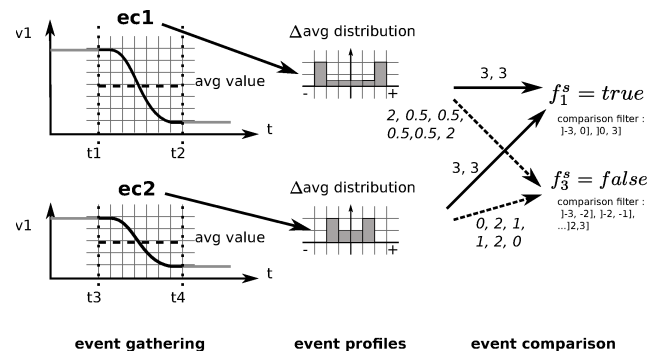 ec1
v1
avg value
t
t1
t2
Δavg distribution
-
+
2, 0.5, 0.5,
0.5,0.5, 2
3, 3
f₁ˢ = true
comparison filter :
]-3, 0], ]0, 3]
ec2
v1
avg value
t
t3
t4
Δavg distribution
-
+
3, 3
0, 2, 1,
1, 2, 0
f₃ˢ = false
comparison filter :
]-3, -2], ]-2, -1],
...]2,3]
event gathering
event profiles
event comparison